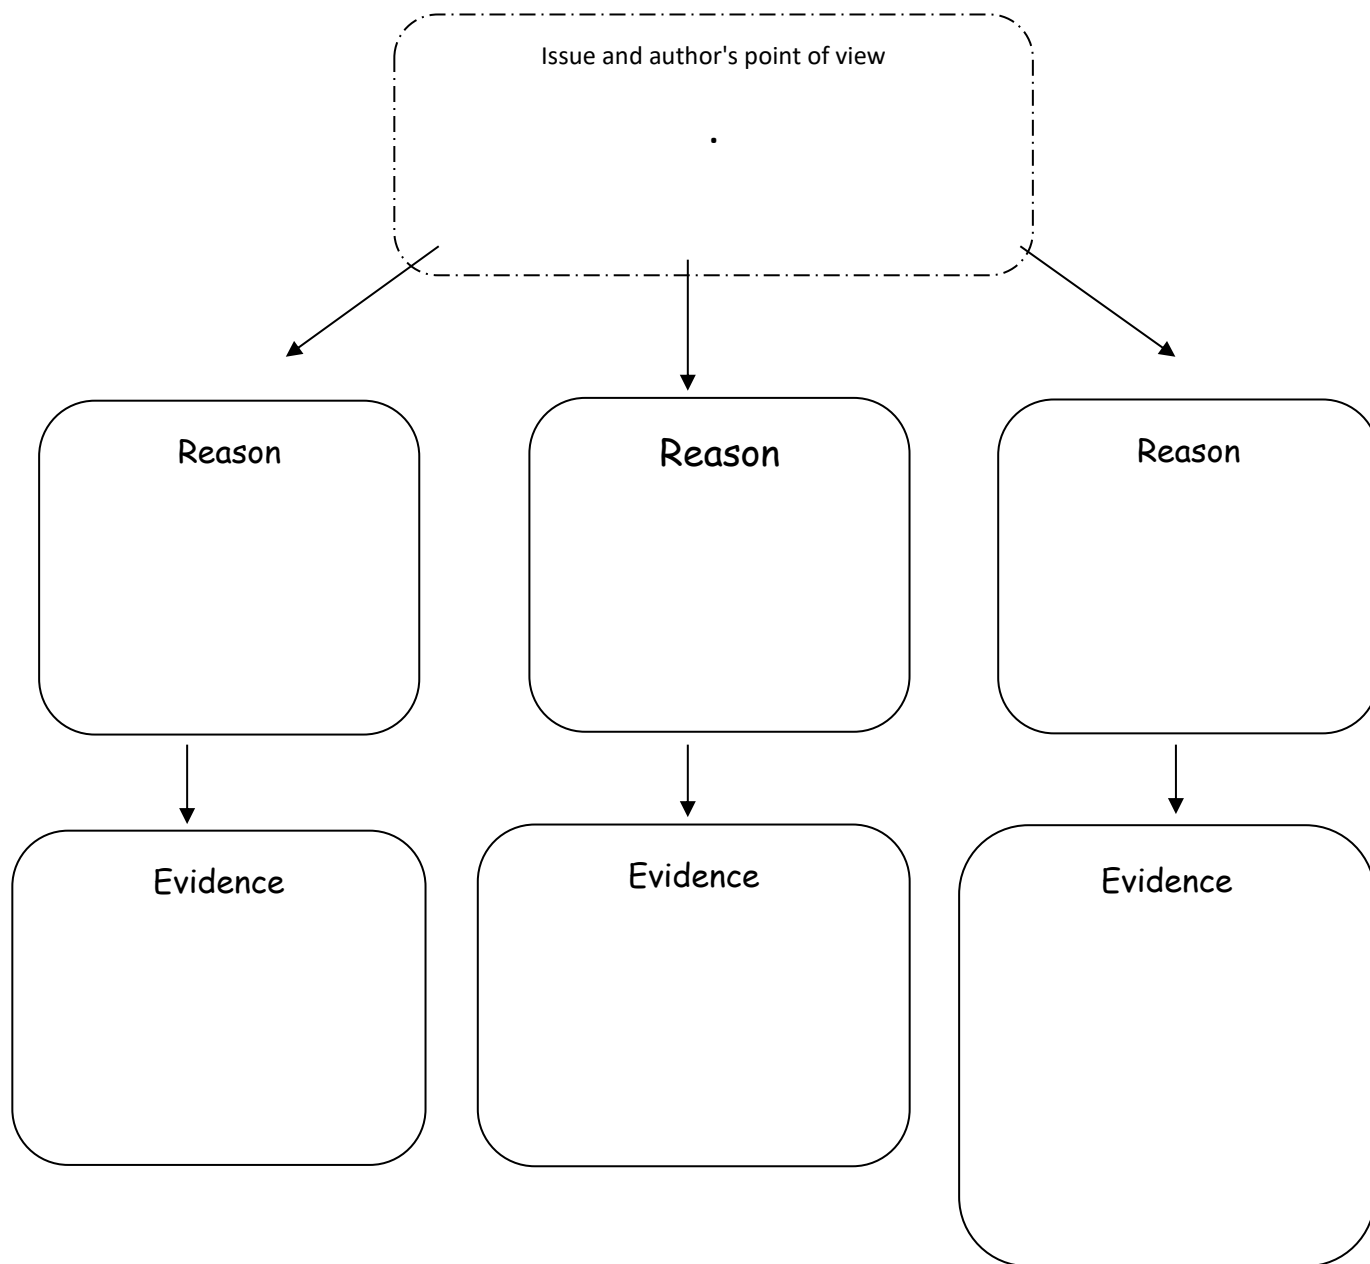 Issue and author's point of view
.
Reason
Reason
Reason
Evidence
Evidence
Evidence